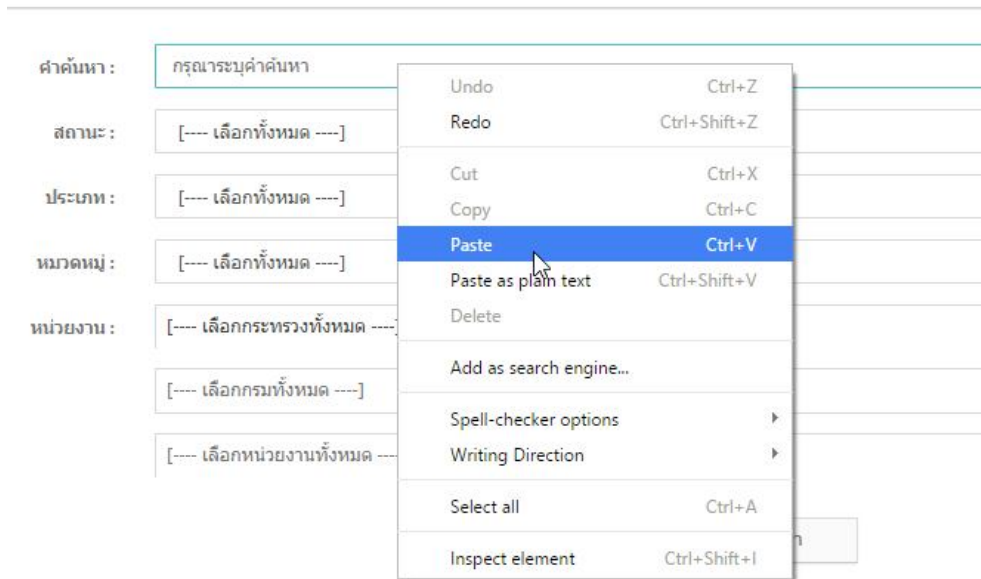 คำค้นหา :
กรุณาระบุคำค้นหา
สถานะ :
[---- เลือกทั้งหมด ----]
ประเภท :
[---- เลือกทั้งหมด ----]
หมวดหมู่ :
[---- เลือกทั้งหมด ----]
หน่วยงาน :
[---- เลือกกระทรวงทั้งหมด ----]
[---- เลือกกรมทั้งหมด ----]
[---- เลือกหน่วยงานทั้งหมด ----
Undo Ctrl+Z
Redo Ctrl+Shift+Z
Cut Ctrl+X
Copy Ctrl+C
Paste Ctrl+V
Paste as plain text Ctrl+Shift+V
Delete
Add as search engine...
Spell-checker options
Writing Direction
Select all Ctrl+A
Inspect element Ctrl+Shift+I